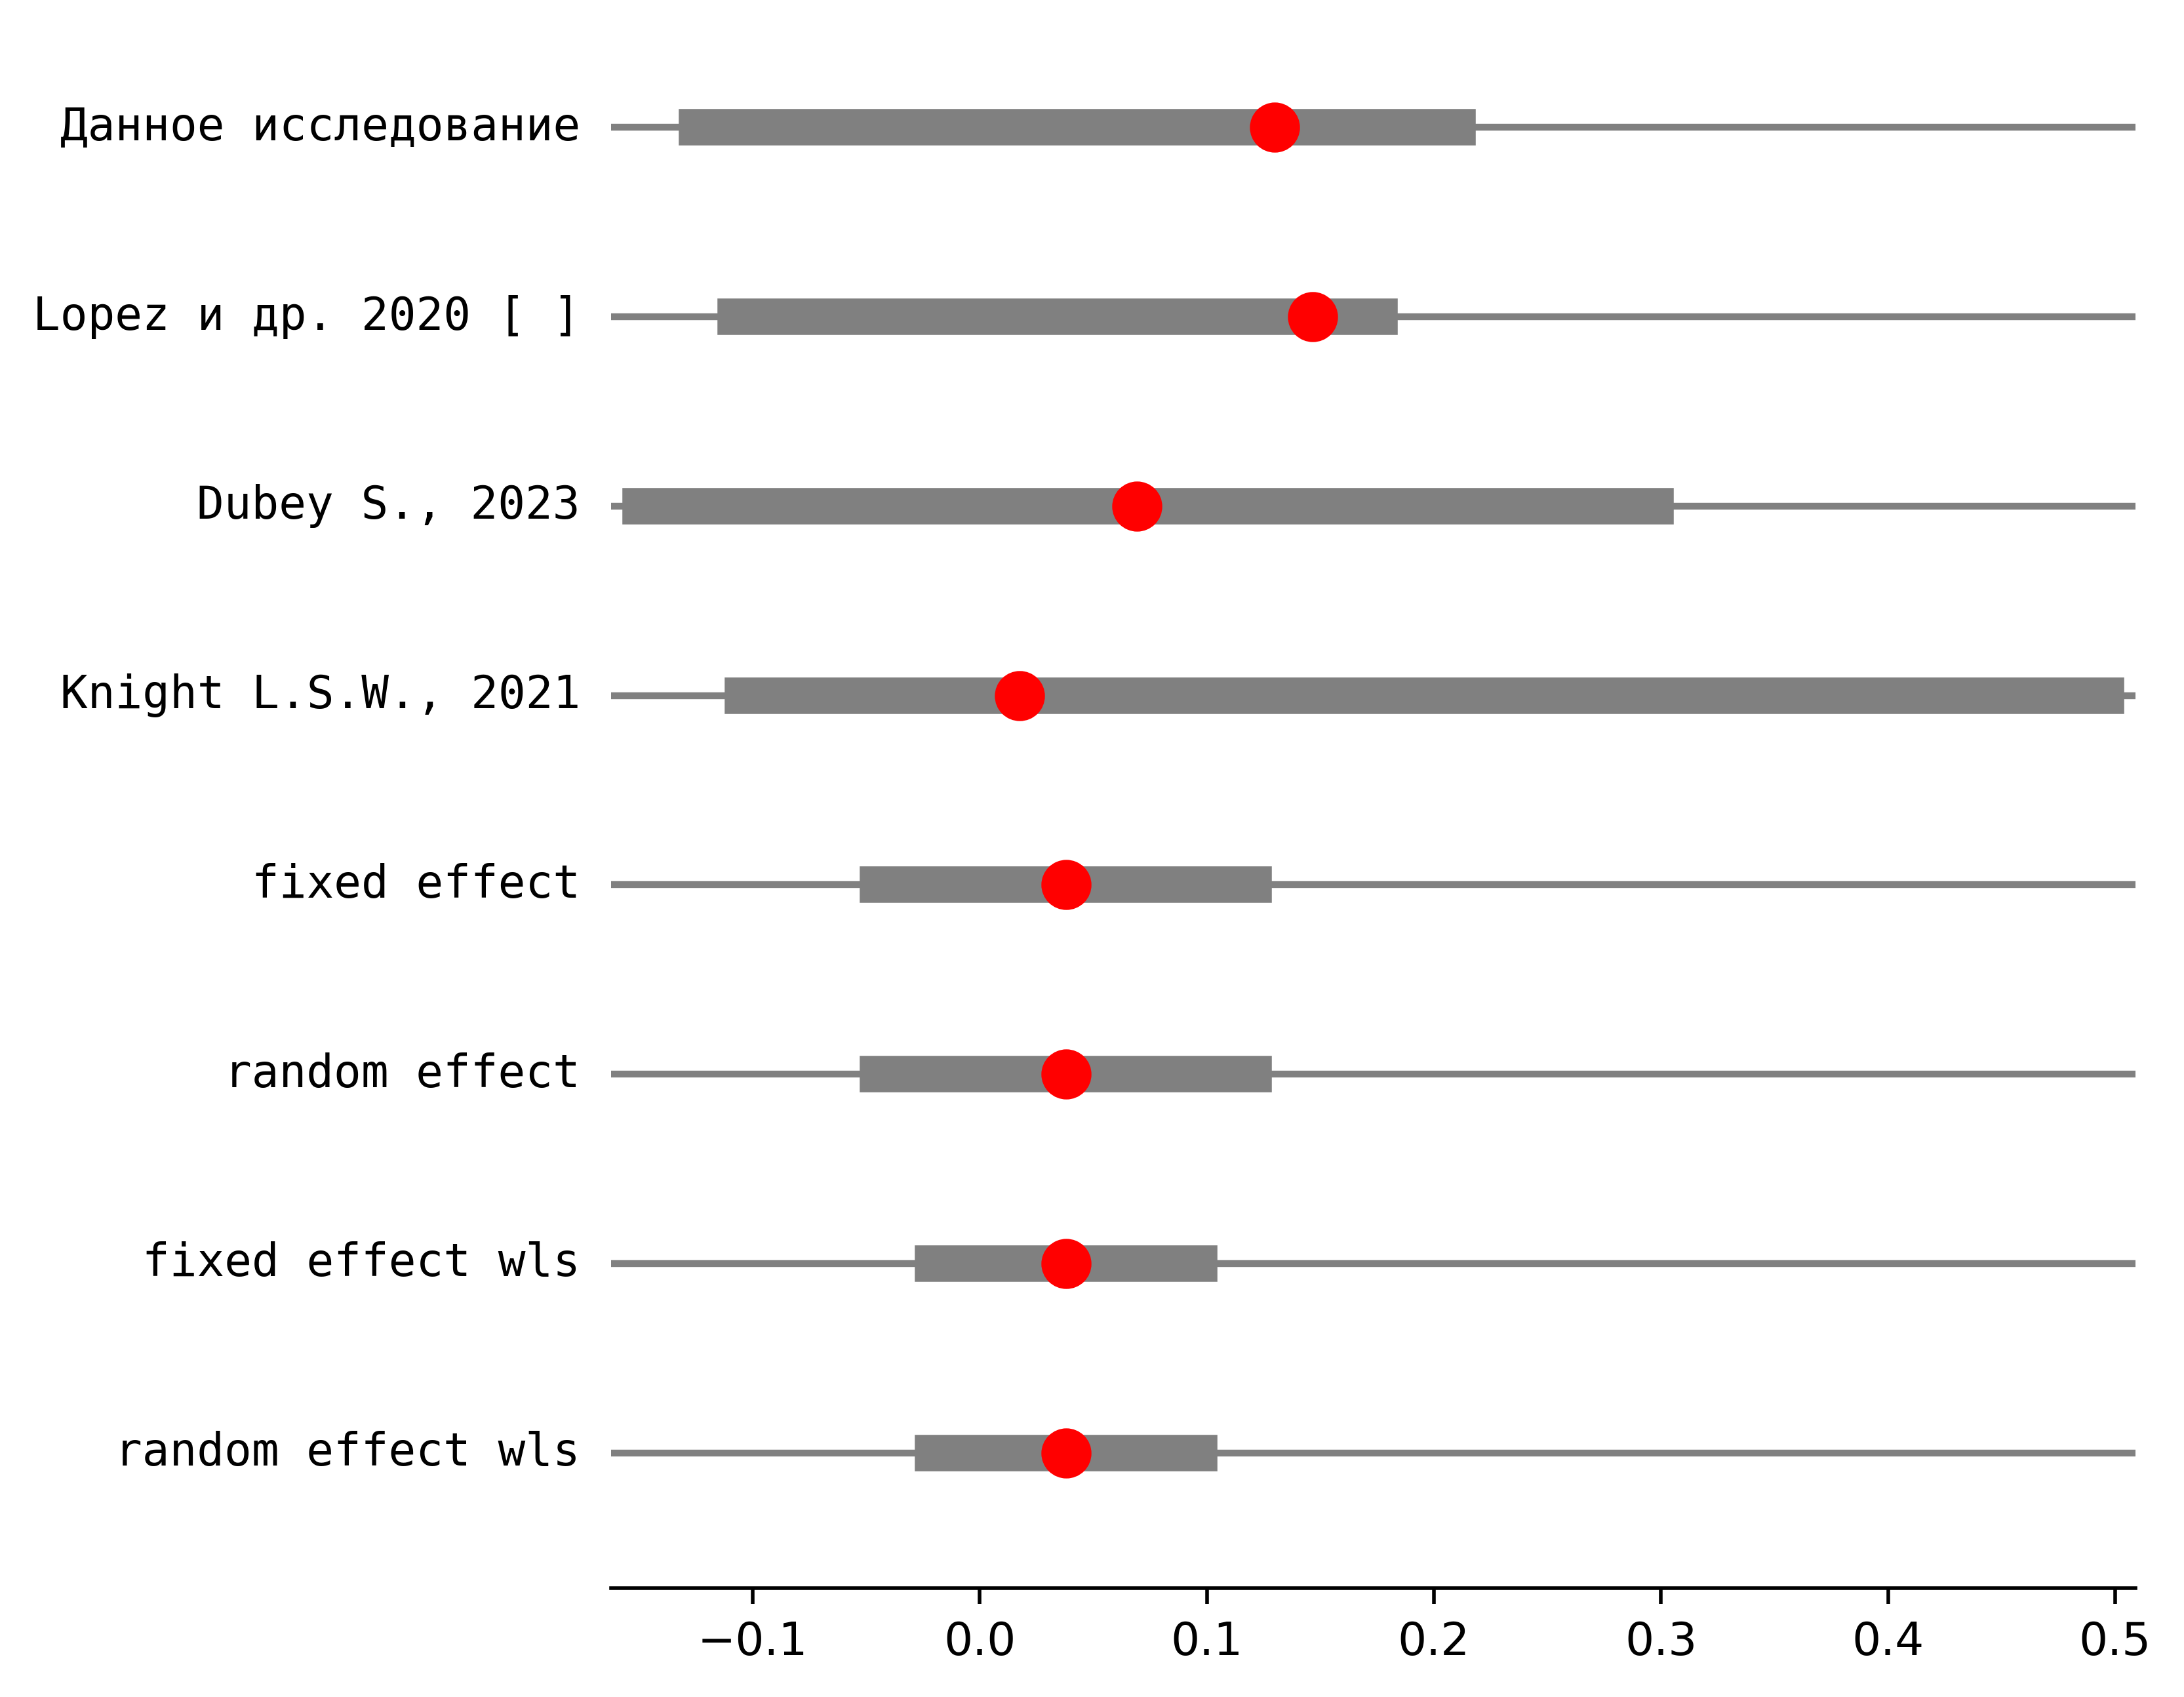 Данное исследование
Lopez и др. 2020 [ ]
Dubey S., 2023
Knight L.S.W., 2021
fixed effect
random effect
fixed effect wls
random effect wls
−0.1 0.0 0.1 0.2 0.3 0.4 0.5